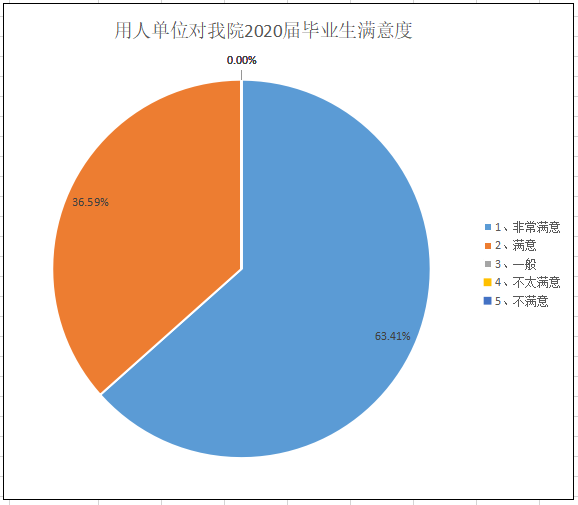 用人单位对我院2020届毕业生满意度
0.00%
36.59%
63.41%
1、非常满意
2、满意
3、一般
4、不太满意
5、不满意